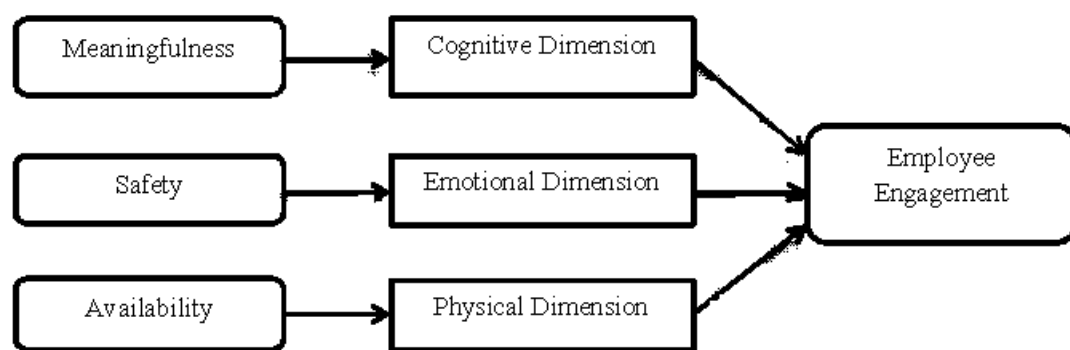 Meaningfulness
Cognitive Dimension
Safety
Emotional Dimension
Employee
Engagement
Availability
Physical Dimension